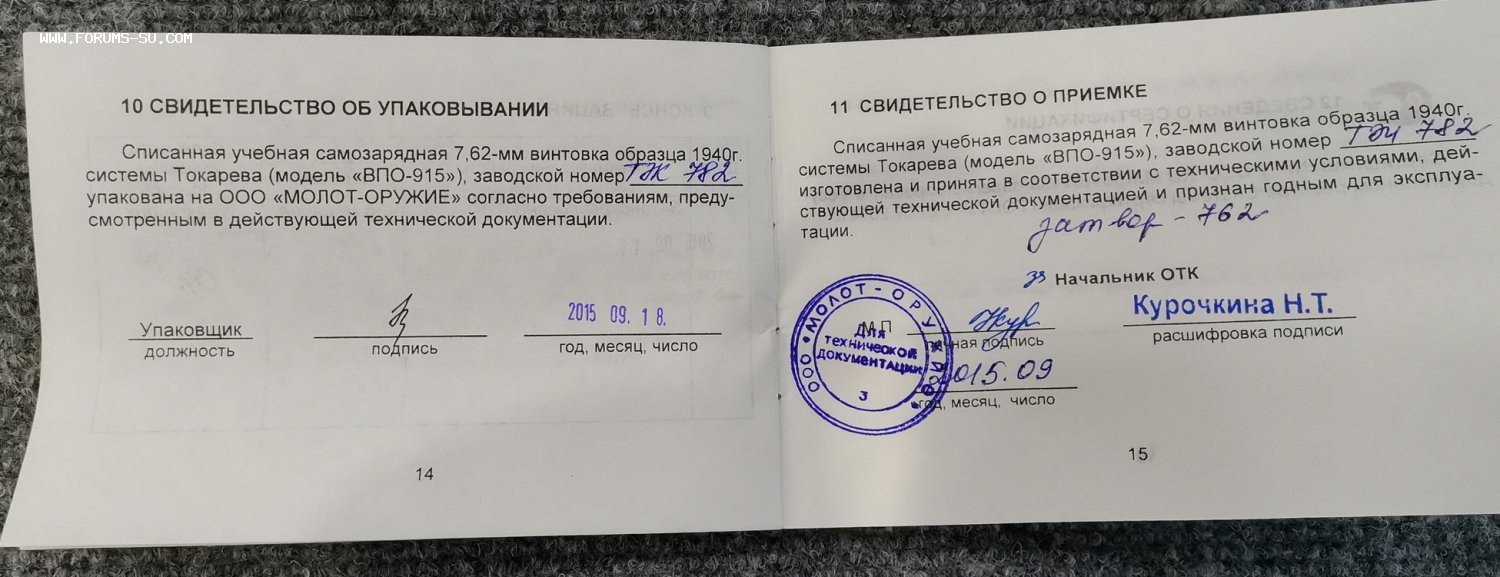 WWW.FORUMS-SU.COM
10 СВИДЕТЕЛЬСТВО ОБ УПАКОВЫВАНИИ
Списанная учебная самозарядная 7,62-мм винтовка образца 1940г.
системы Токарева (модель «ВПО-915»), заводской номер 782
упакована на ООО «МОЛОТ-ОРУЖИЕ» согласно требованиям, преду-
смотренным в действующей технической документации.
2015 09. 18.
Упаковщик
должность подпись год, месяц, число
14
11 СВИДЕТЕЛЬСТВО О ПРИЕМКЕ
Списанная учебная самозарядная 7,62-мм винтовка образца 1940г.
системы Токарева (модель «ВПО-915»), заводской номер 782
изготовлена и принята в соответствии с техническими условиями, дей-
ствующей технической документацией и признан годным для эксплуа-
тации.
затвор - 762
Начальник ОТК
Курочкина Н.Т.
МП
личная подпись расшифровка подписи
2015.09
год, месяц, число
ООО «МОЛОТ-ОРУЖИЕ»
ДЛЯ
ТЕХНИЧЕСКОЙ
ДОКУМЕНТАЦИИ
3
15